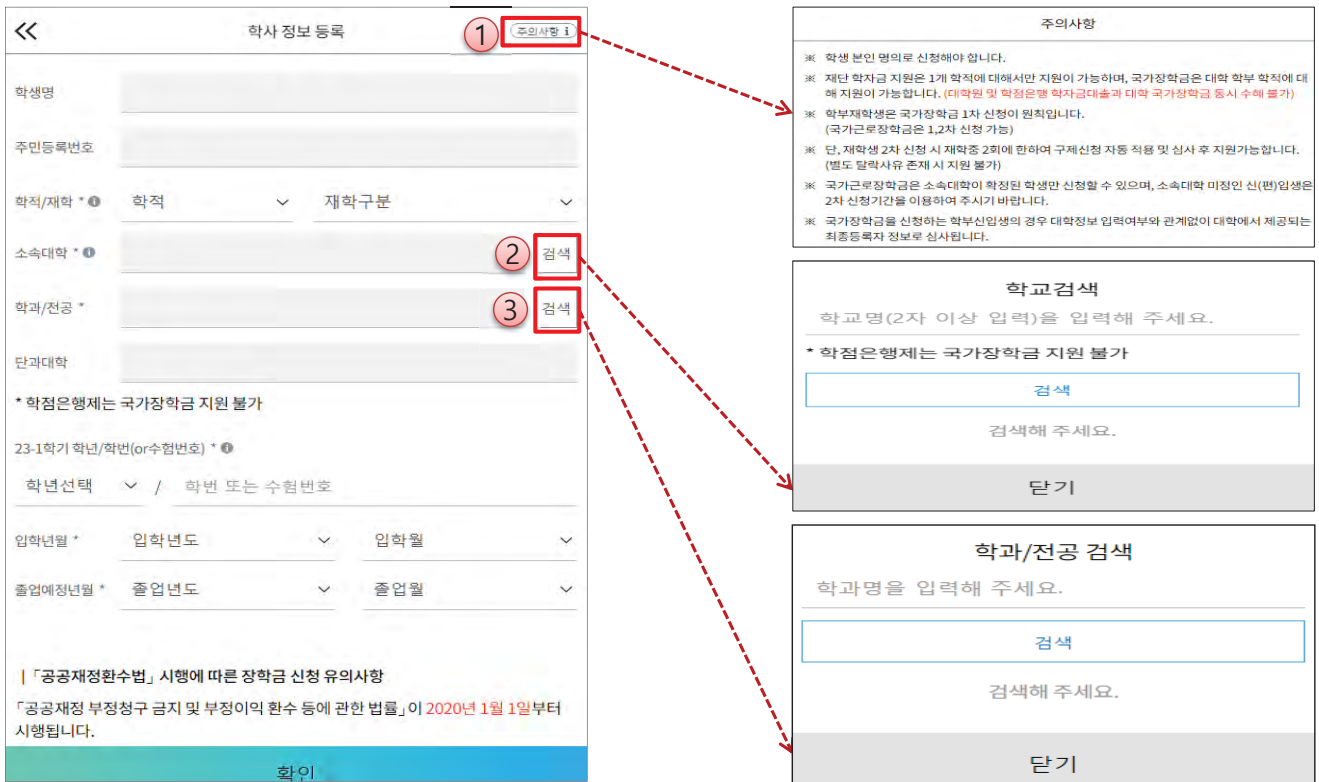 학사 정보 등록
1
주의사항 i
학생명
주민등록번호
학적/재학 *
학적
재학구분
소속대학 *
2
검색
학과/전공 *
3
검색
단과대학
* 학점은행제는 국가장학금 지원 불가
23-1학기 학년/학번(or수험번호) *
학년선택 / 학번 또는 수험번호
입학년월 *
입학년도
입학월
졸업예정년월 *
졸업년도
졸업월
|「공공재정환수법」 시행에 따른 장학금 신청 유의사항
「공공재정 부정청구 금지 및 부정이익 환수 등에 관한 법률」이 2020년 1월 1일부터
시행됩니다.
확인
주의사항
※ 학생 본인 명의로 신청해야 합니다.
※ 재단 학자금 지원은 1개 학적에 대해서만 지원이 가능하며, 국가장학금은 대학 학부 학적에 대
해 지원이 가능합니다. (대학원 및 학점은행 학자금대출과 대학 국가장학금 동시 수혜 불가)
※ 학부재학생은 국가장학금 1차 신청이 원칙입니다.
(국가근로장학금은 1,2차 신청 가능)
※ 단, 재학생 2차 신청 시 재학중 2회에 한하여 구제신청 자동 적용 및 심사 후 지원가능합니다.
(별도 탈락사유 존재 시 지원 불가)
※ 국가근로장학금은 소속대학이 확정된 학생만 신청할 수 있으며, 소속대학 미정인 신(편)입생은
2차 신청기간을 이용하여 주시기 바랍니다.
※ 국가장학금을 신청하는 학부신입생의 경우 대학정보 입력여부와 관계없이 대학에서 제공되는
최종등록자 정보로 심사됩니다.
학교검색
학교명(2자 이상 입력)을 입력해 주세요.
* 학점은행제는 국가장학금 지원 불가
검색
검색해 주세요.
닫기
학과/전공 검색
학과명을 입력해 주세요.
검색
검색해 주세요.
닫기